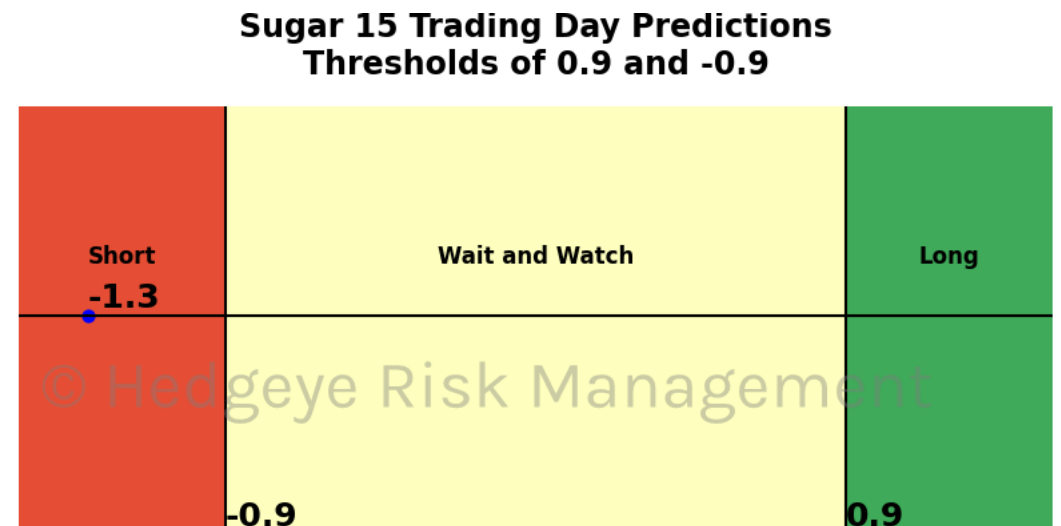 Sugar 15 Trading Day Predictions
Thresholds of 0.9 and -0.9
Short
Wait and Watch
Long
-1.3
© Hedgeye Risk Management
-0.9
0.9